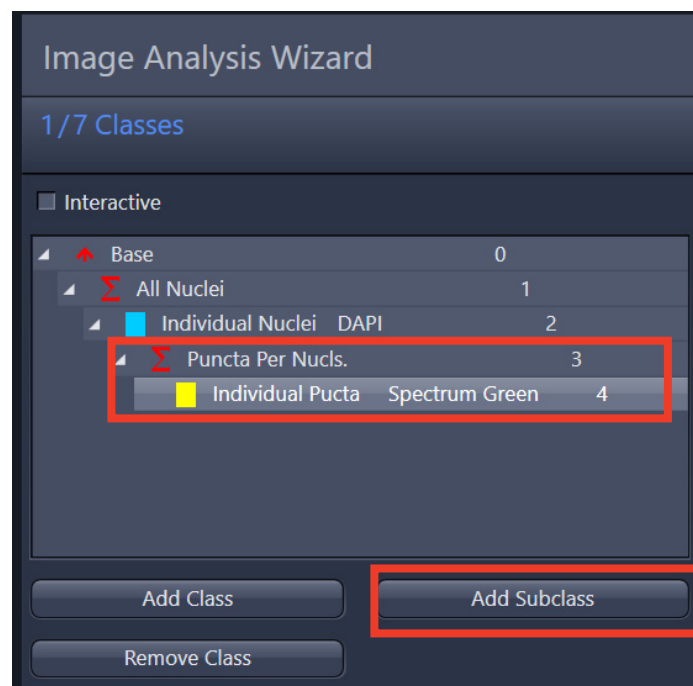 Image Analysis Wizard
1/7 Classes
Interactive
Base 0
Σ All Nuclei 1
Individual Nuclei DAPI 2
Σ Puncta Per Nucls. 3
Individual Pucta Spectrum Green 4
Add Class Add Subclass
Remove Class